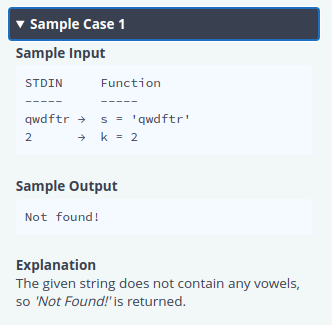 ▼ Sample Case 1
Sample Input
STDIN     Function
-----     -----
qwdftr →  s = 'qwdftr'
2      →  k = 2
Sample Output
Not found!
Explanation
The given string does not contain any vowels,
so 'Not Found!' is returned.